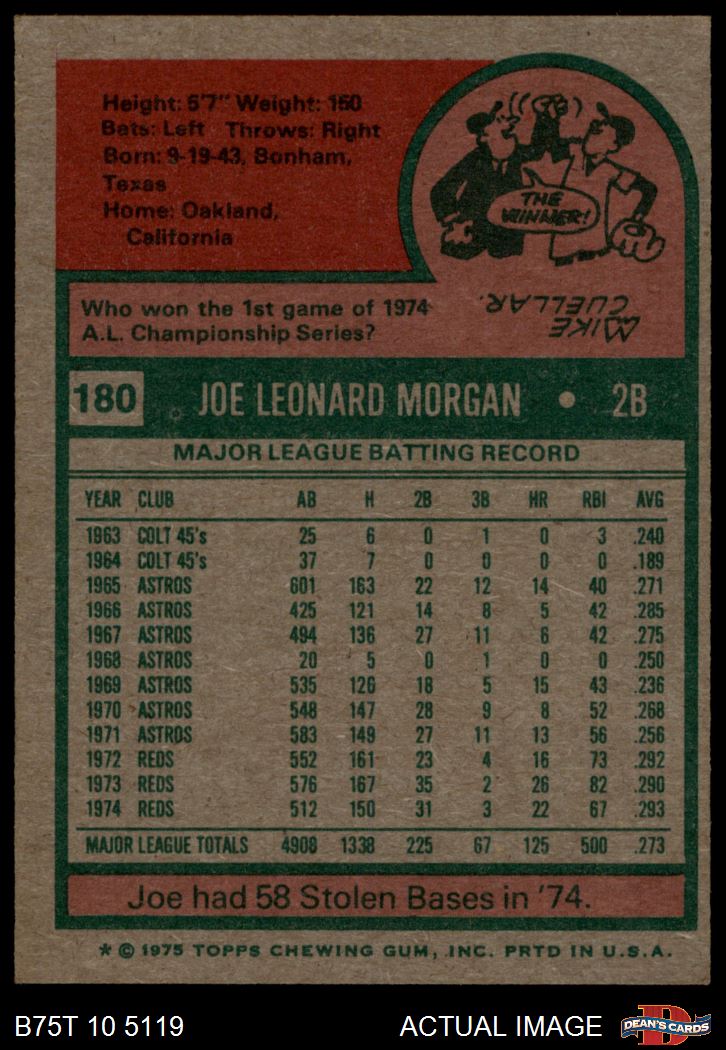 Height: 5'7" Weight: 150
Bats: Left Throws: Right
Born: 9-19-43, Bonham,
Texas
Home: Oakland,
California
THE
WINNER!
Who won the 1st game of 1974
A.L. Championship Series?
MIKE
CUELLAR.
180 JOE LEONARD MORGAN • 2B
MAJOR LEAGUE BATTING RECORD
YEAR CLUB AB H 2B 3B HR RBI AVG
1963 COLT 45's 25 6 0 1 0 3 .240
1964 COLT 45's 37 7 0 0 0 0 .189
1965 ASTROS 601 163 22 12 14 40 .271
1966 ASTROS 425 121 14 8 5 42 .285
1967 ASTROS 494 136 27 11 6 42 .275
1968 ASTROS 20 5 0 1 0 0 .250
1969 ASTROS 535 126 18 5 15 43 .236
1970 ASTROS 548 147 28 9 8 52 .268
1971 ASTROS 583 149 27 11 13 56 .256
1972 REDS 552 161 23 4 16 73 .292
1973 REDS 576 167 35 2 26 82 .290
1974 REDS 512 150 31 3 22 67 .293
MAJOR LEAGUE TOTALS 4908 1338 225 67 125 500 .273
Joe had 58 Stolen Bases in '74.
* © 1975 TOPPS CHEWING GUM, INC. PRTD IN U.S.A.
B75T 10 5119 ACTUAL IMAGE
D
DEAN'S CARDS